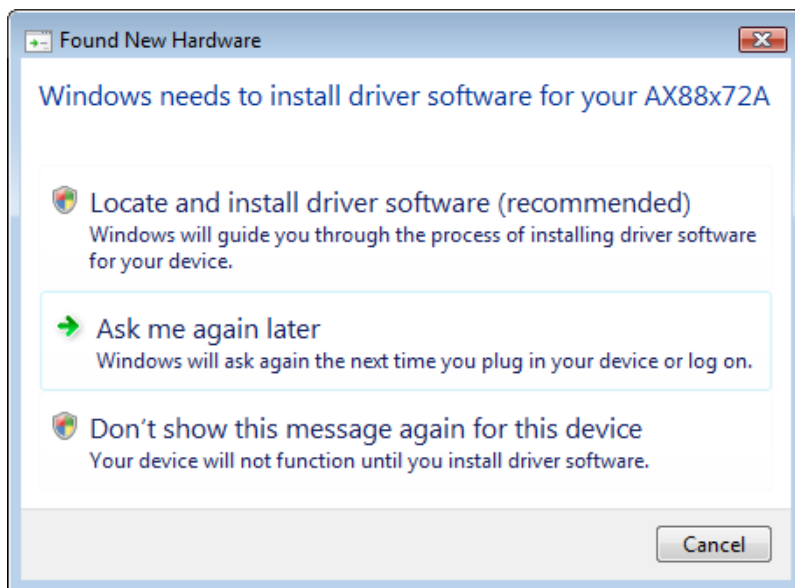 Found New Hardware
Windows needs to install driver software for your AX88x72A
Locate and install driver software (recommended)
Windows will guide you through the process of installing driver software
for your device.
Ask me again later
Windows will ask again the next time you plug in your device or log on.
Don't show this message again for this device
Your device will not function until you install driver software.
Cancel